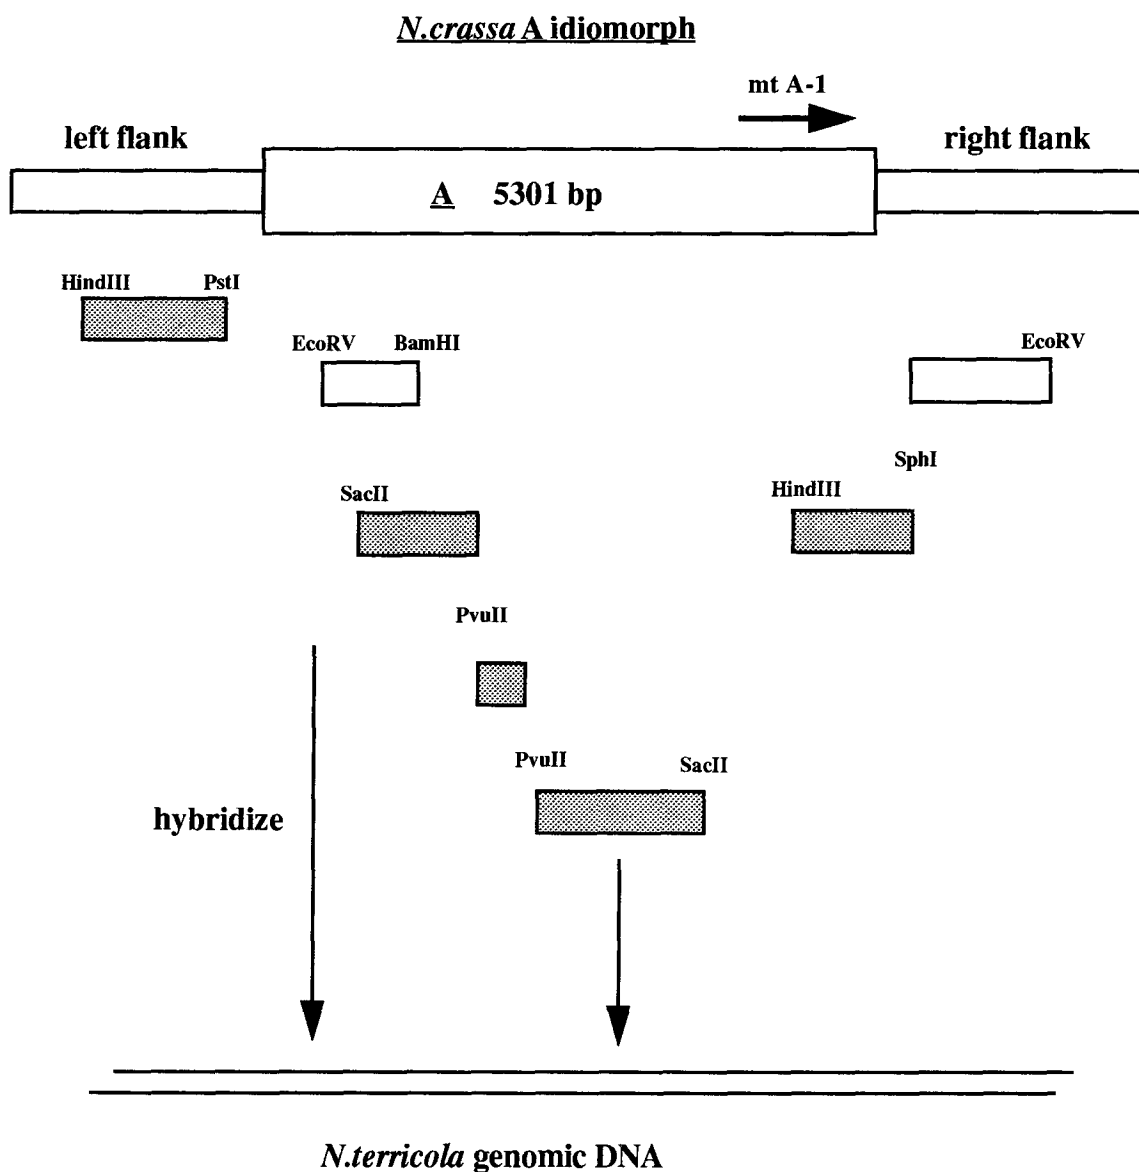 N.crassa A idiomorph
mt A-1
left flank
right flank
A 5301 bp
HindIII PstI
EcoRV BamHI
EcoRV
SphI
SacII
HindIII
PvuII
PvuII SacII
hybridize
N.terricola genomic DNA